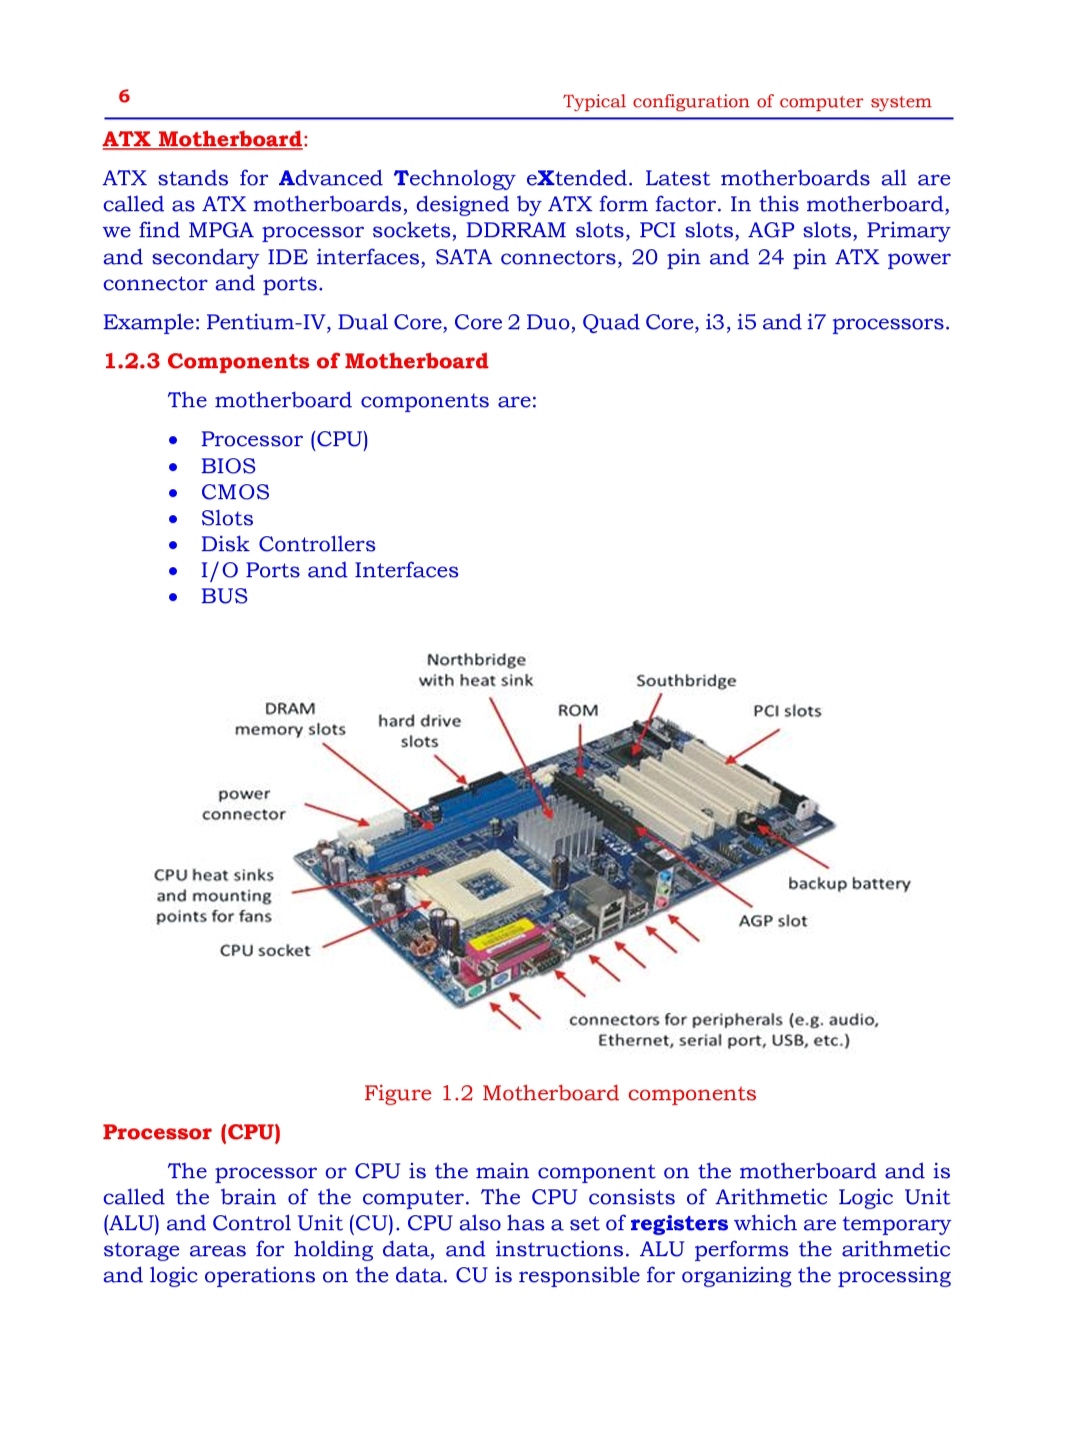 6
Typical configuration of computer system
ATX Motherboard:
ATX stands for Advanced Technology eXtended. Latest motherboards all are
called as ATX motherboards, designed by ATX form factor. In this motherboard,
we find MPGA processor sockets, DDRRAM slots, PCI slots, AGP slots, Primary
and secondary IDE interfaces, SATA connectors, 20 pin and 24 pin ATX power
connector and ports.
Example: Pentium-IV, Dual Core, Core 2 Duo, Quad Core, i3, i5 and i7 processors.
1.2.3 Components of Motherboard
The motherboard components are:
• Processor (CPU)
• BIOS
• CMOS
• Slots
• Disk Controllers
• I/O Ports and Interfaces
• BUS
Northbridge
with heat sink
Southbridge
DRAM
memory slots
hard drive
slots
ROM
PCI slots
power
connector
CPU heat sinks
and mounting
points for fans
backup battery
AGP slot
CPU socket
connectors for peripherals (e.g. audio,
Ethernet, serial port, USB, etc.)
Figure 1.2 Motherboard components
Processor (CPU)
The processor or CPU is the main component on the motherboard and is
called the brain of the computer. The CPU consists of Arithmetic Logic Unit
(ALU) and Control Unit (CU). CPU also has a set of registers which are temporary
storage areas for holding data, and instructions. ALU performs the arithmetic
and logic operations on the data. CU is responsible for organizing the processing